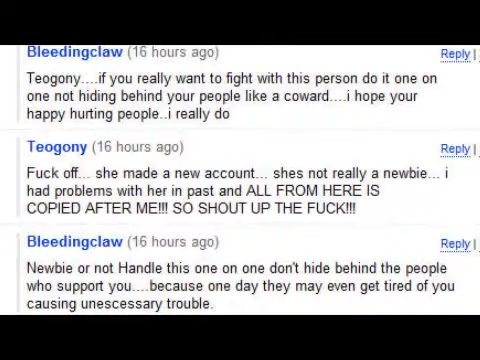 Bleedingclaw (16 hours ago)
Reply |
Teogony....if you really want to fight with this person do it one on
one not hiding behind your people like a coward....i hope your
happy hurting people..i really do
Teogony (16 hours ago)
Reply |
Fuck off... she made a new account... shes not really a newbie... i
had problems with her in past and ALL FROM HERE IS
COPIED AFTER ME!!! SO SHOUT UP THE FUCK!!!
Bleedingclaw (16 hours ago)
Reply |
Newbie or not Handle this one on one don't hide behind the people
who support you....because one day they may even get tired of you
causing unescessary trouble.